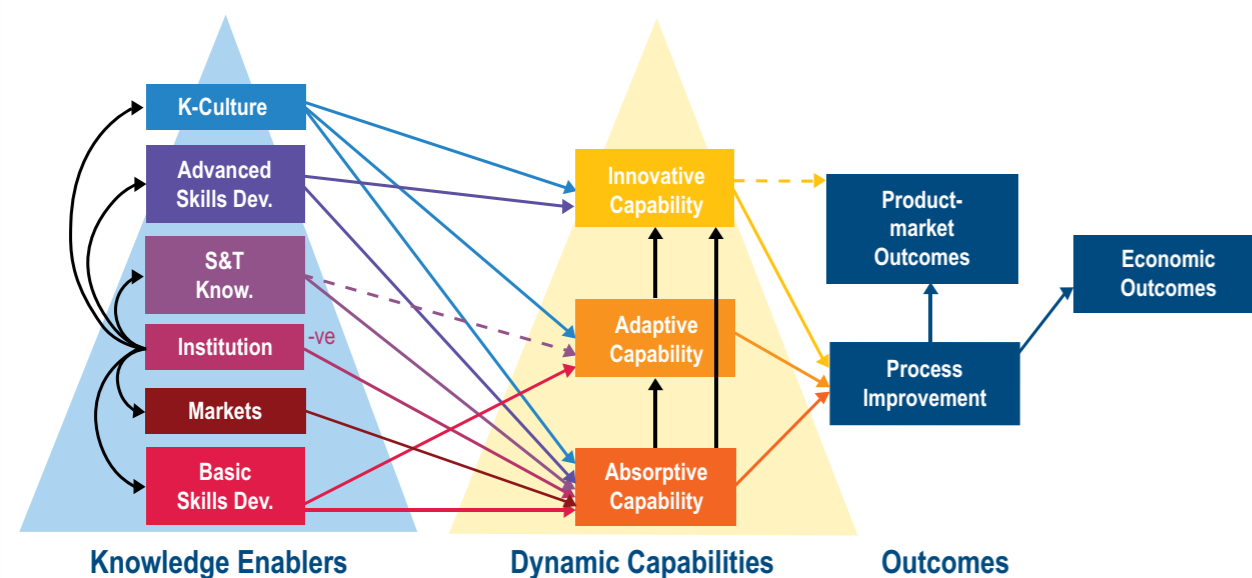 K-Culture
Advanced
Skills Dev.
S&T
Know.
Institution
-ve
Markets
Basic
Skills Dev.
Knowledge Enablers
Innovative
Capability
Adaptive
Capability
Absorptive
Capability
Dynamic Capabilities
Product-
market
Outcomes
Process
Improvement
Economic
Outcomes
Outcomes